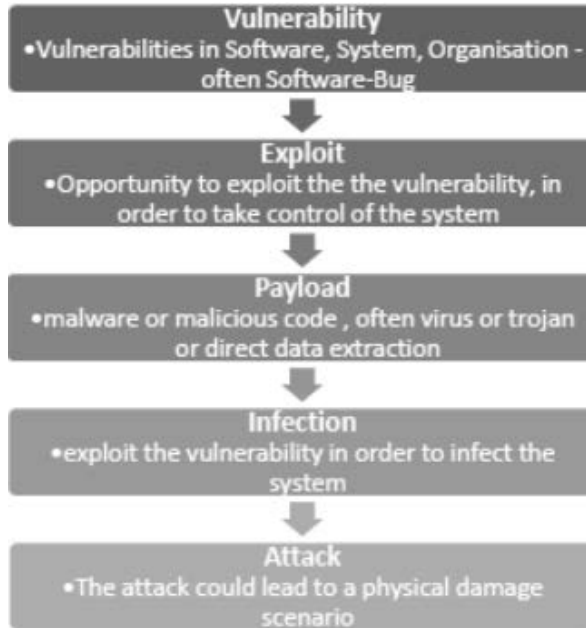 Vulnerability
•Vulnerabilities in Software, System, Organisation -
often Software-Bug
Exploit
•Opportunity to exploit the the vulnerability, in
order to take control of the system
Payload
•malware or malicious code , often virus or trojan
or direct data extraction
Infection
•exploit the vulnerability in order to infect the
system
Attack
•The attack could lead to a physical damage
scenario